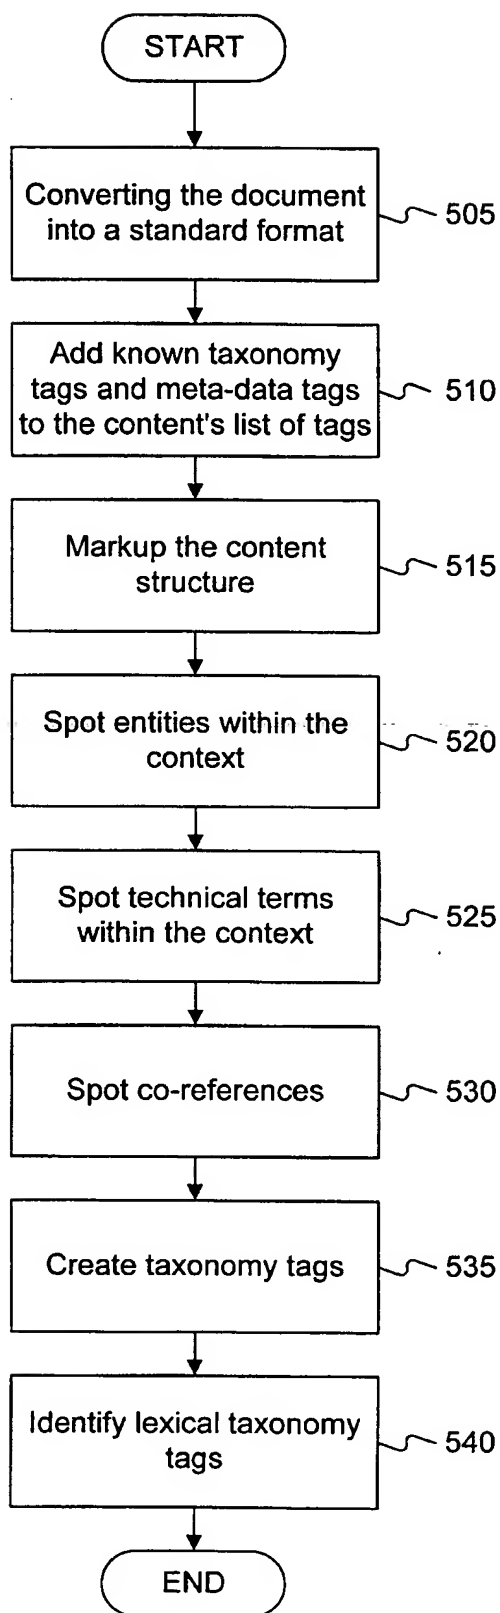 START
Converting the document
into a standard format
505
Add known taxonomy
tags and meta-data tags
to the content's list of tags
510
Markup the content
structure
515
Spot entities within the
context
520
Spot technical terms
within the context
525
Spot co-references
530
Create taxonomy tags
535
Identify lexical taxonomy
tags
540
END